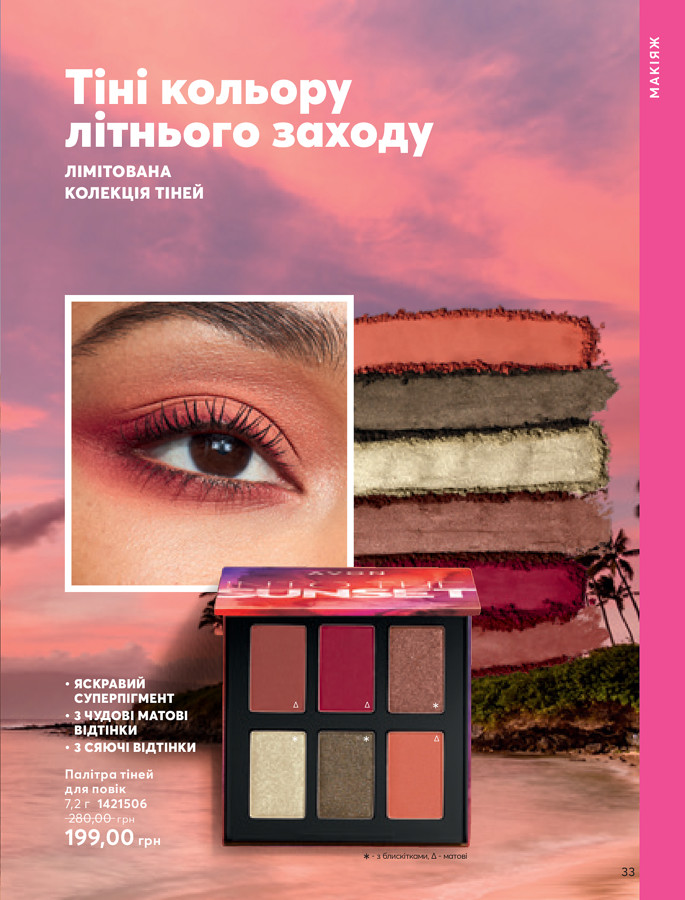 МАКІЯЖ
Тіні кольору
літнього заходу
ЛІМІТОВАНА
КОЛЕКЦІЯ ТІНЕЙ
AVON
SUNSET
• ЯСКРАВИЙ
СУПЕРПІГМЕНТ
• 3 ЧУДОВІ МАТОВІ
ВІДТІНКИ
• 3 СЯЮЧІ ВІДТІНКИ
Палітра тіней
для повік
7,2 г 1421506
280,00 грн
199,00 грн
* - з блискітками, Δ - матові
33